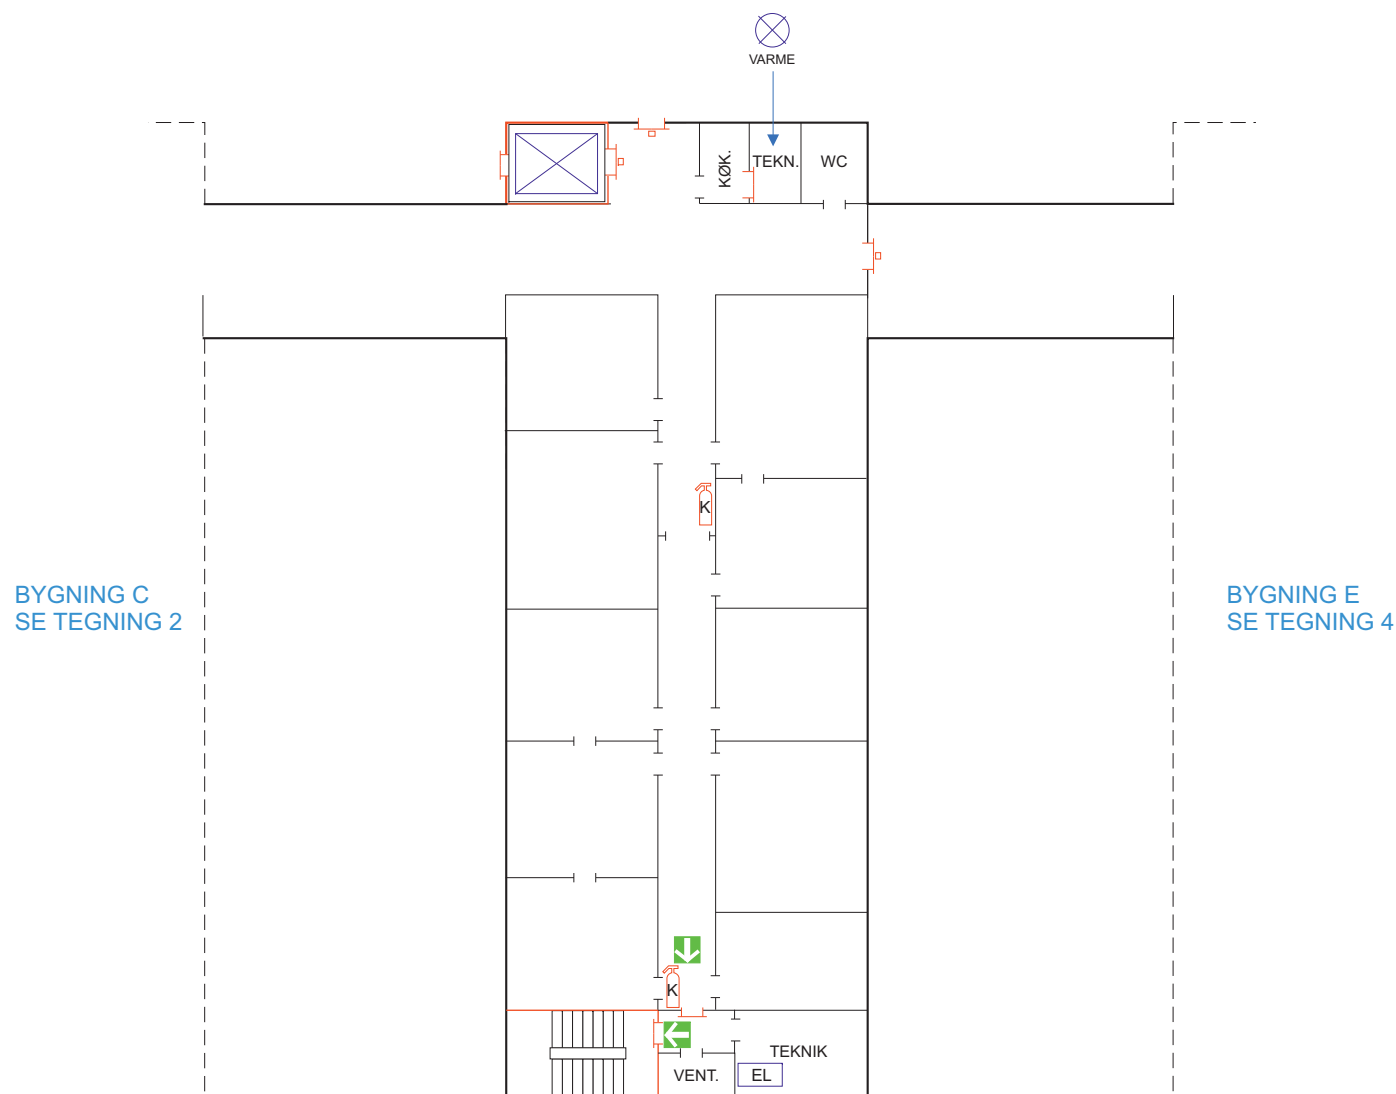 VARME
KØK.
TEKN.
WC
K
BYGNING C
SE TEGNING 2
BYGNING E
SE TEGNING 4
K
TEKNIK
VENT.
EL